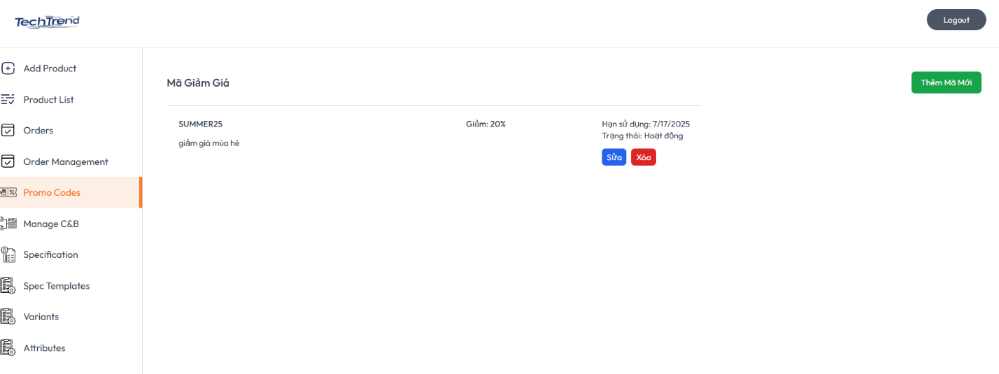 TechTrend
Logout
Add Product
Product List
Orders
Order Management
Promo Codes
Manage C&B
Specification
Spec Templates
Variants
Attributes
Mã Giảm Giá
Thêm Mã Mới
SUMMER25
giảm giá mùa hè
Giảm: 20%
Hạn sử dụng: 7/17/2025
Trạng thái: Hoạt động
Sửa
Xóa